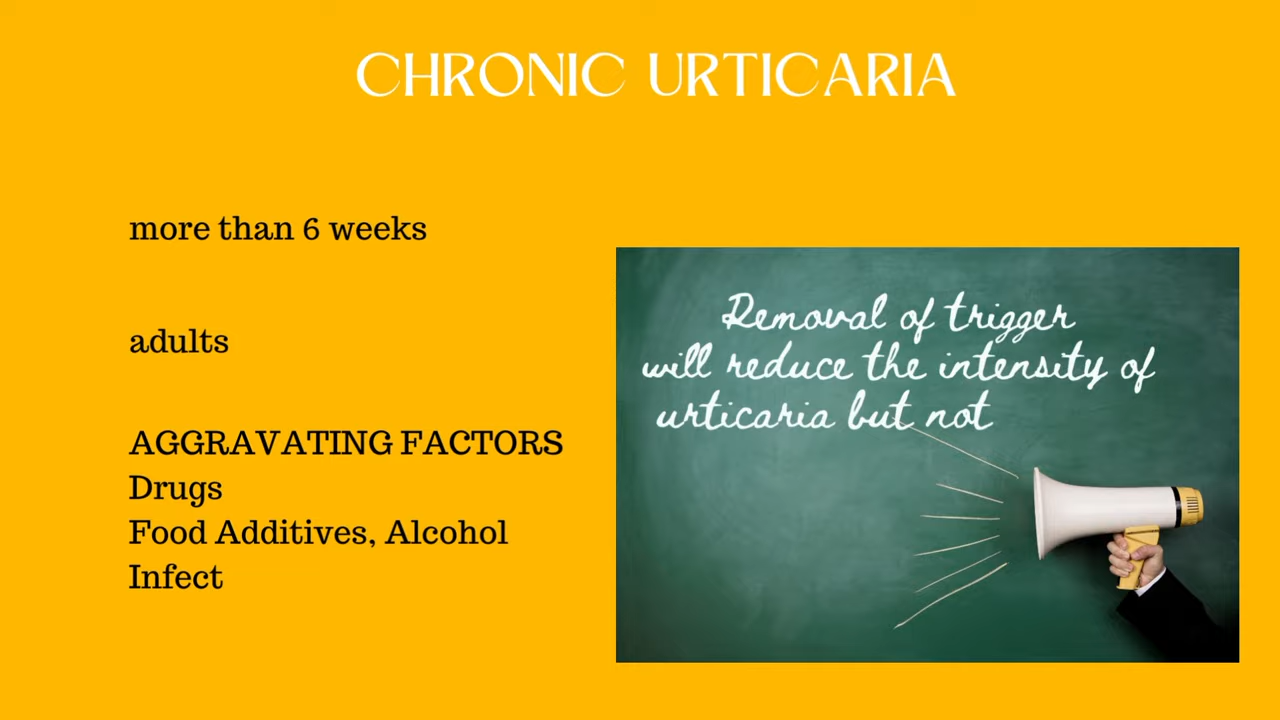 CHRONIC URTICARIA
more than 6 weeks
adults
AGGRAVATING FACTORS
Drugs
Food Additives, Alcohol
Infect
Removal of trigger
will reduce the intensity of
urticaria but not